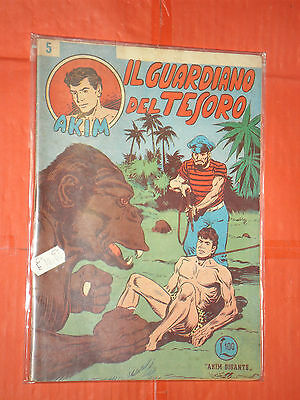 5
IL GUARDIANO
DEL TESORO
AKIM
L.100
"AKIM GIGANTE"